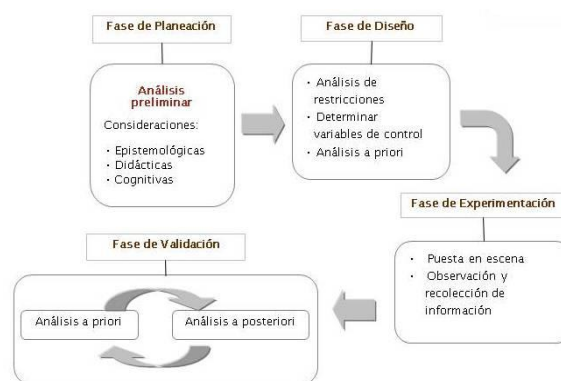 Fase de Planeación
Análisis
preliminar
Consideraciones:
· Epistemológicas
· Didácticas
· Cognitivas
Fase de Diseño
· Análisis de
restricciones
· Determinar
variables de control
· Análisis a priori
Fase de Experimentación
· Puesta en escena
· Observación y
recolección de
información
Fase de Validación
Análisis a priori
Análisis a posteriori